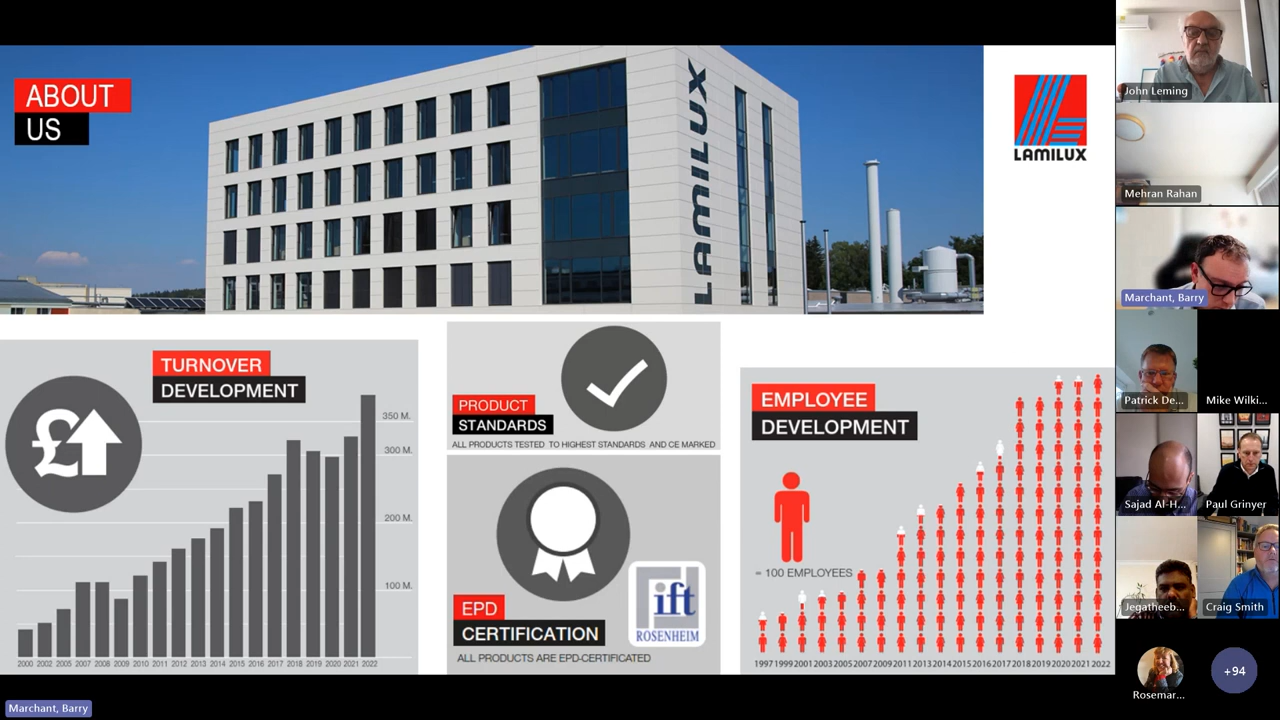 ABOUT
US
LAMILUX
LAMILUX
TURNOVER
DEVELOPMENT
350 M.
300 M.
200 M.
100 M.
2000 2002 2005 2007 2008 2009 2010 2011 2012 2013 2014 2015 2016 2017 2018 2019 2020 2021 2022
PRODUCT
STANDARDS
ALL PRODUCTS TESTED TO HIGHEST STANDARDS AND CE MARKED
EPD
CERTIFICATION
ift
ROSENHEIM
ALL PRODUCTS ARE EPD-CERTIFICATED
EMPLOYEE
DEVELOPMENT
= 100 EMPLOYEES
1997 1999 2001 2003 2005 2007 2009 2011 2013 2014 2015 2016 2017 2018 2019 2020 2021 2022
John Leming
Mehran Rahan
Marchant, Barry
Patrick De...
Mike Wilki...
Sajad Al-H...
Paul Grinyer
Jegatheeb...
Craig Smith
Rosemar...
+94
Marchant, Barry